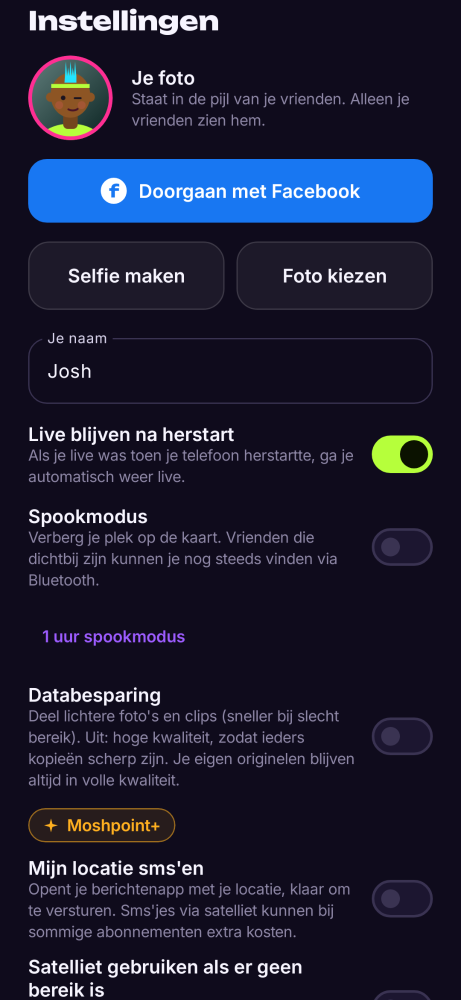 Instellingen
Je foto
Staat in de pijl van je vrienden. Alleen je
vrienden zien hem.
Doorgaan met Facebook
Selfie maken
Foto kiezen
Je naam
Josh
Live blijven na herstart
Als je live was toen je telefoon herstartte, ga je
automatisch weer live.
Spookmodus
Verberg je plek op de kaart. Vrienden die
dichtbij zijn kunnen je nog steeds vinden via
Bluetooth.
1 uur spookmodus
Databesparing
Deel lichtere foto's en clips (sneller bij slecht
bereik). Uit: hoge kwaliteit, zodat ieders
kopieën scherp zijn. Je eigen originelen blijven
altijd in volle kwaliteit.
Moshpoint+
Mijn locatie sms'en
Opent je berichtenapp met je locatie, klaar om
te versturen. Sms'jes via satelliet kunnen bij
sommige abonnementen extra kosten.
Satelliet gebruiken als er geen
bereik is